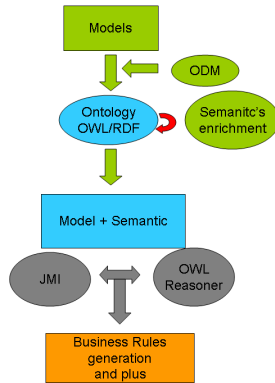 Models
ODM
Ontology
OWL/RDF
Semanitc's
enrichment
Model + Semantic
JMI
OWL
Reasoner
Business Rules
generation
and plus